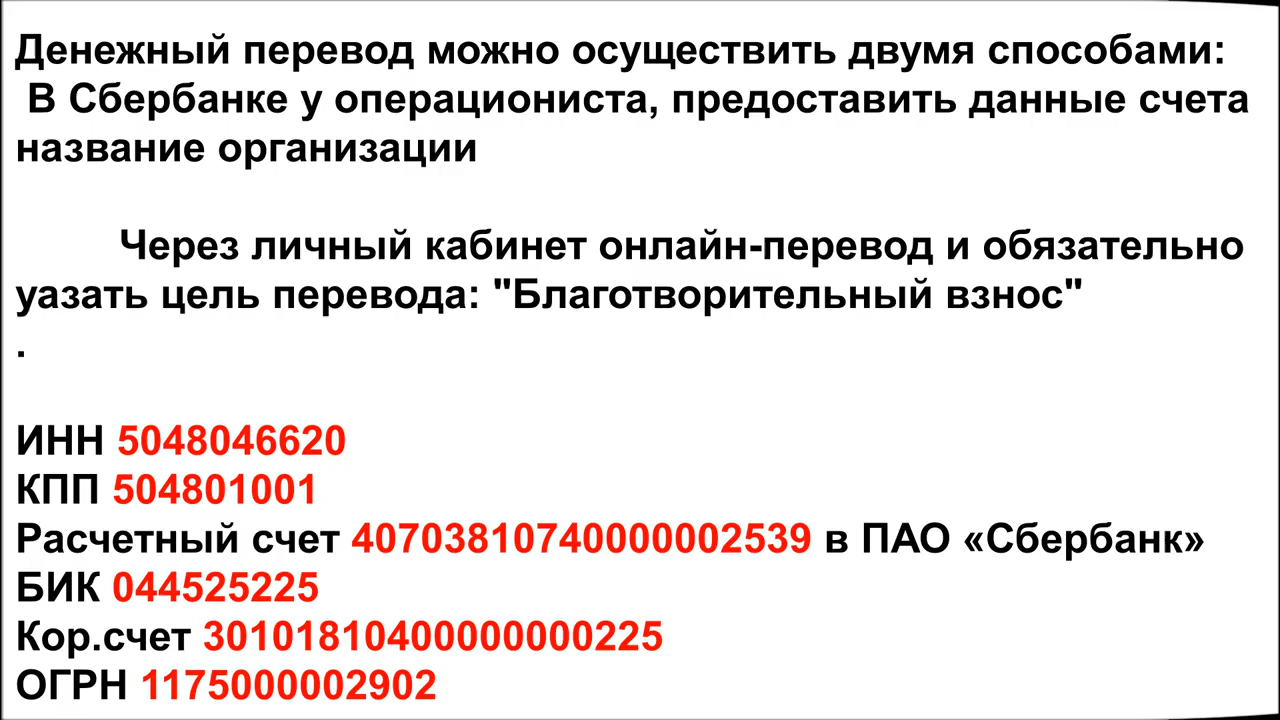 Денежный перевод можно осуществить двумя способами:
В Сбербанке у операциониста, предоставить данные счета
название организации
Через личный кабинет онлайн-перевод и обязательно
уазать цель перевода: "Благотворительный взнос"
.
ИНН 5048046620
КПП 504801001
Расчетный счет 40703810740000002539 в ПАО «Сбербанк»
БИК 044525225
Кор.счет 30101810400000000225
ОГРН 1175000002902